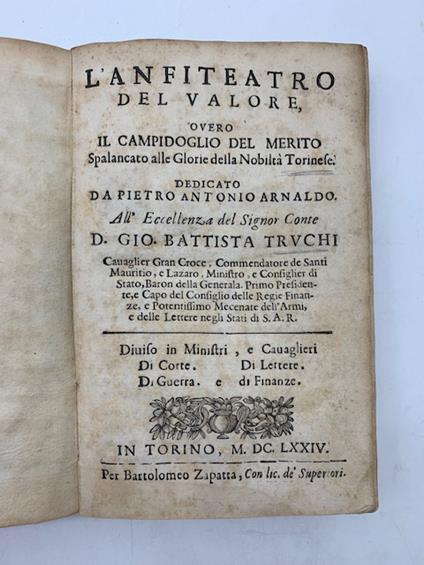 L'ANFITEATRO
DEL VALORE,
OVERO
IL CAMPIDOGLIO DEL MERITO
Spalancato alle Glorie della Nobiltà Torinese.
DEDICATO
DA PIETRO ANTONIO ARNALDO.
All' Eccellenza del Signor Conte
D. GIO. BATTISTA TRVCHI
Cauaglier Gran Croce, Commendatore de Santi
Mauritio, e Lazaro, Ministro, e Consiglier di
Stato, Baron della Generala. Primo Presiden-
te, e Capo del Consiglio delle Regie Finan-
ze, e Potentissimo Mecenate dell'Armi,
e delle Lettere negli Stati di S. A. R.
Diuiso in Ministri, e Cauaglieri
Di Corte. Di Lettere.
Di Guerra. e di Finanze.
IN TORINO, M. DC. LXXIV.
Per Bartolomeo Zapatta, Con lic. de' Superiori.